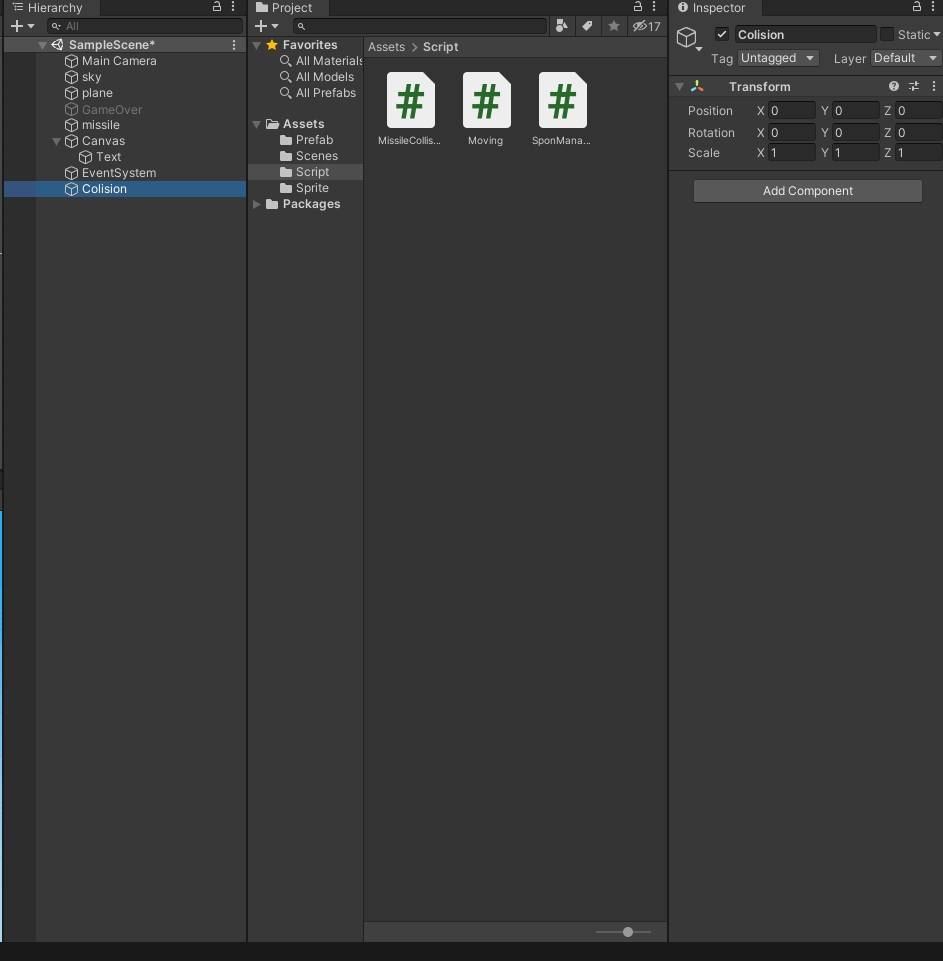 Hierarchy
All
SampleScene*
Main Camera
sky
plane
GameOver
missile
Canvas
Text
EventSystem
Colision
Project
17
Favorites
All Materials
All Models
All Prefabs
Assets
Prefab
Scenes
Script
Sprite
Packages
Assets > Script
MissileCollis...
Moving
SponMana...
Inspector
Colision
Static
Tag Untagged Layer Default
Transform
Position X 0 Y 0 Z 0
Rotation X 0 Y 0 Z 0
Scale X 1 Y 1 Z 1
Add Component